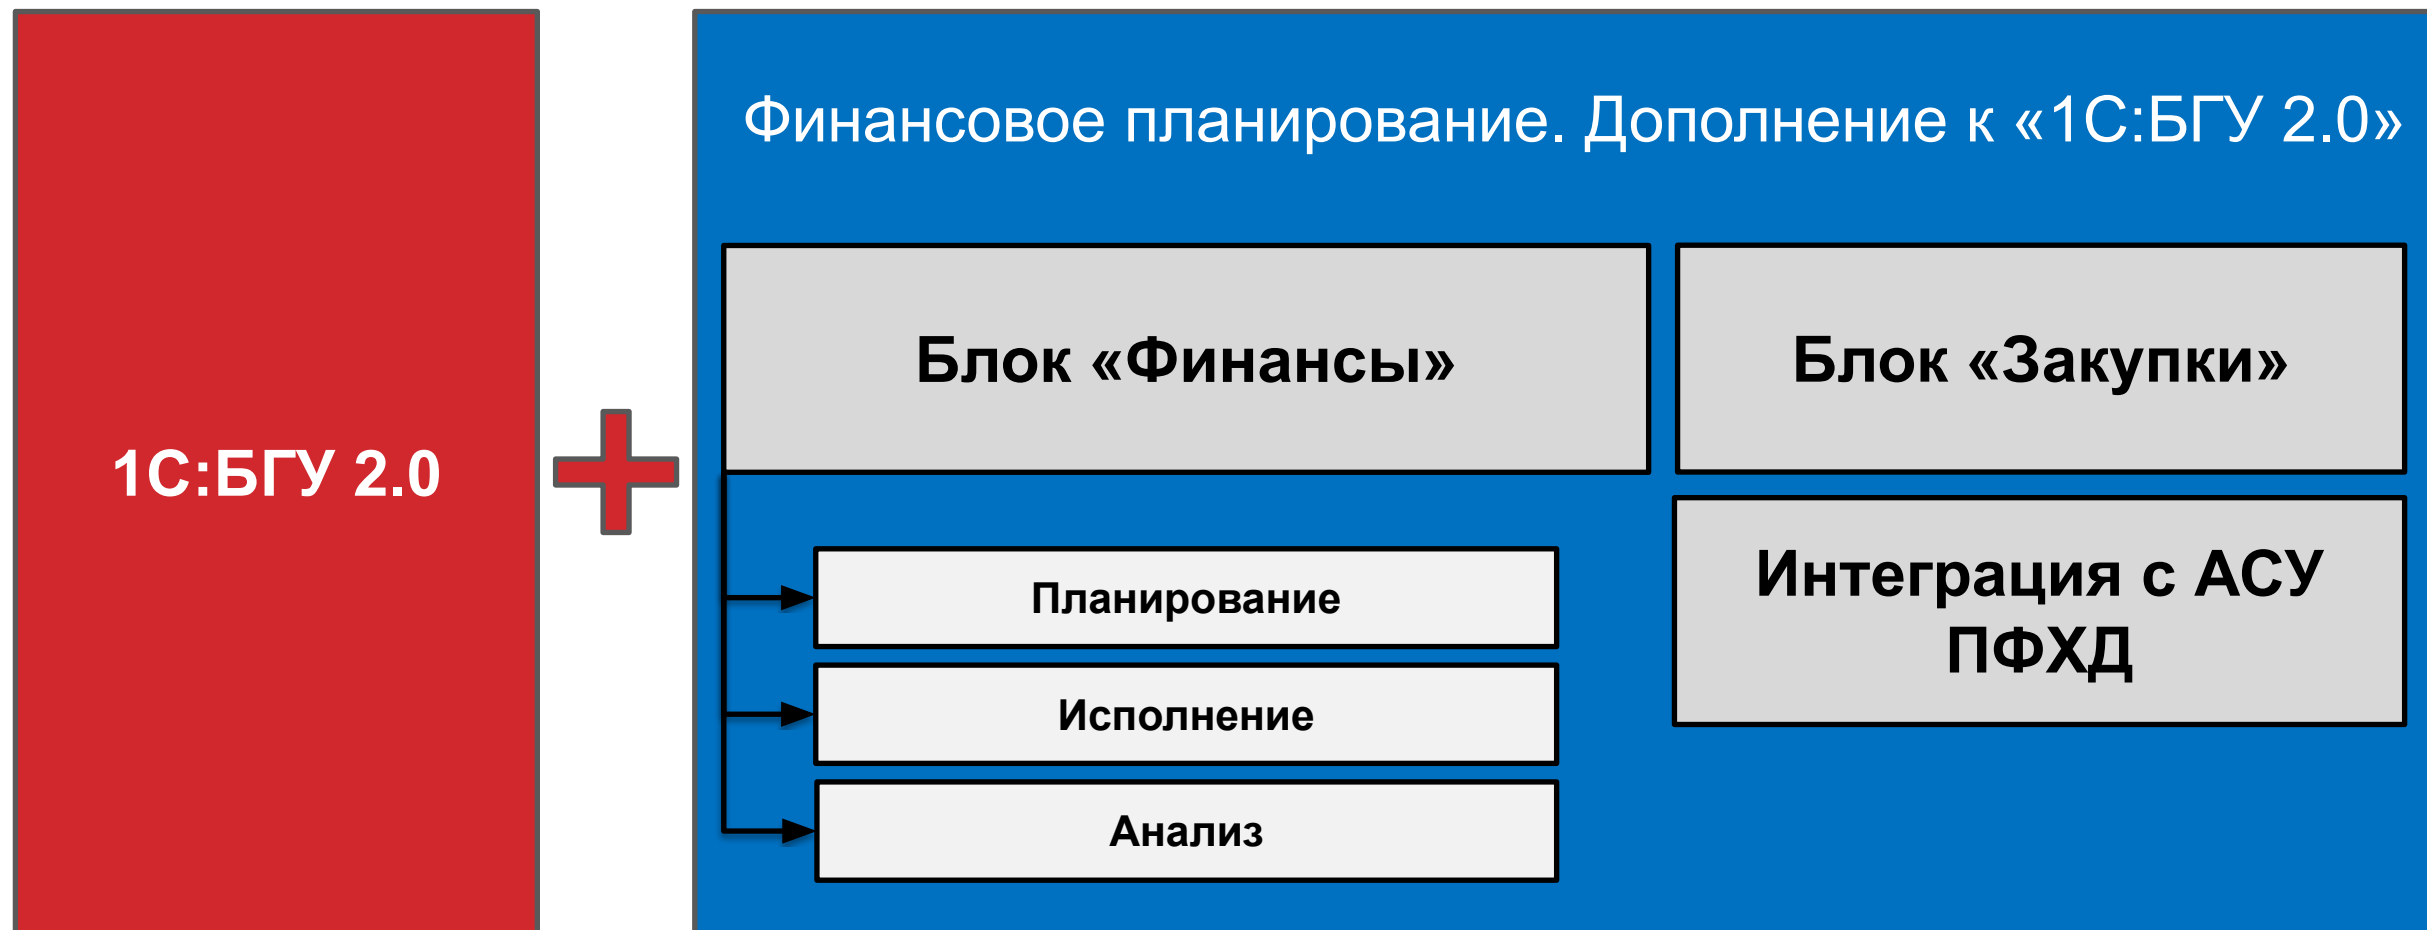 1С:БГУ 2.0
Финансовое планирование. Дополнение к «1С:БГУ 2.0»
Блок «Финансы»
Планирование
Исполнение
Анализ
Блок «Закупки»
Интеграция с АСУ
ПФХД